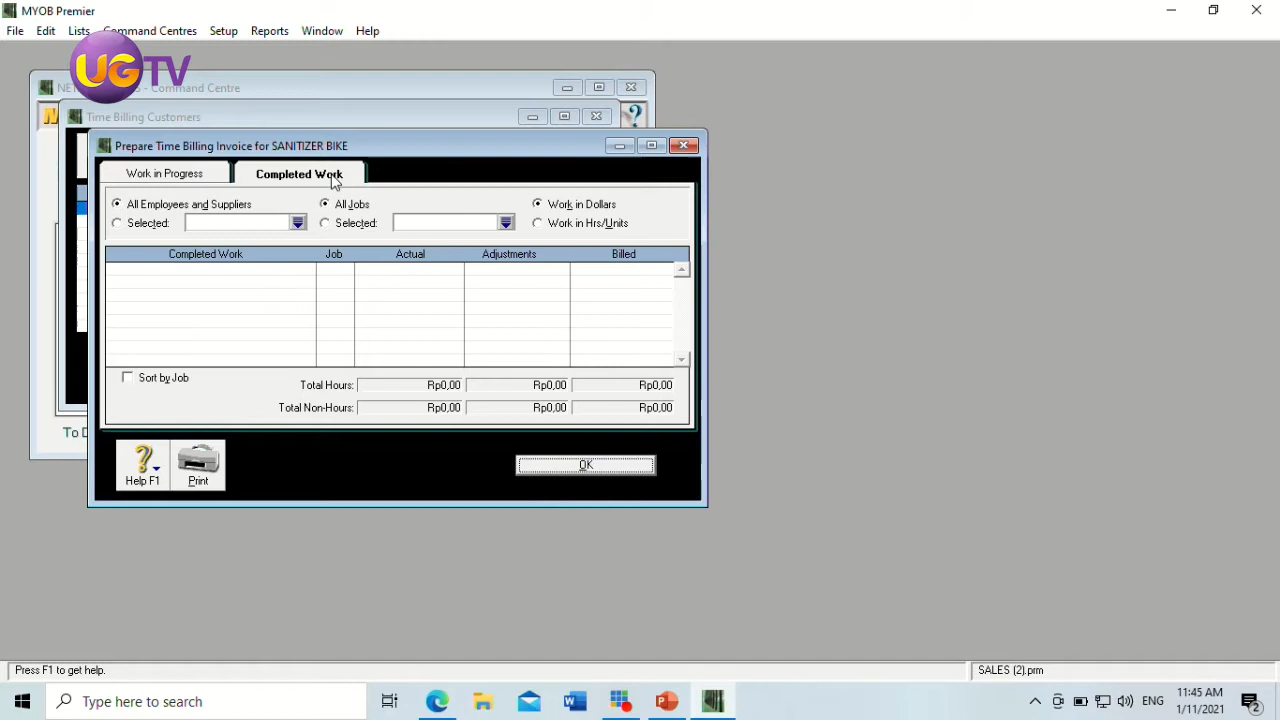 MYOB Premier
File Edit Lists Command Centres Setup Reports Window Help
UGTV
- Command Centre
Time Billing Customers
Prepare Time Billing Invoice for SANITIZER BIKE
Work in Progress Completed Work
All Employees and Suppliers All Jobs Work in Dollars
Selected: Selected: Work in Hrs/Units
Completed Work Job Actual Adjustments Billed
Sort by Job Total Hours: Rp0,00 Rp0,00 Rp0,00
Total Non-Hours: Rp0,00 Rp0,00 Rp0,00
To D
Help F1 Print OK
Press F1 to get help. SALES (2).prm
Type here to search ENG 11:45 AM
1/11/2021 2